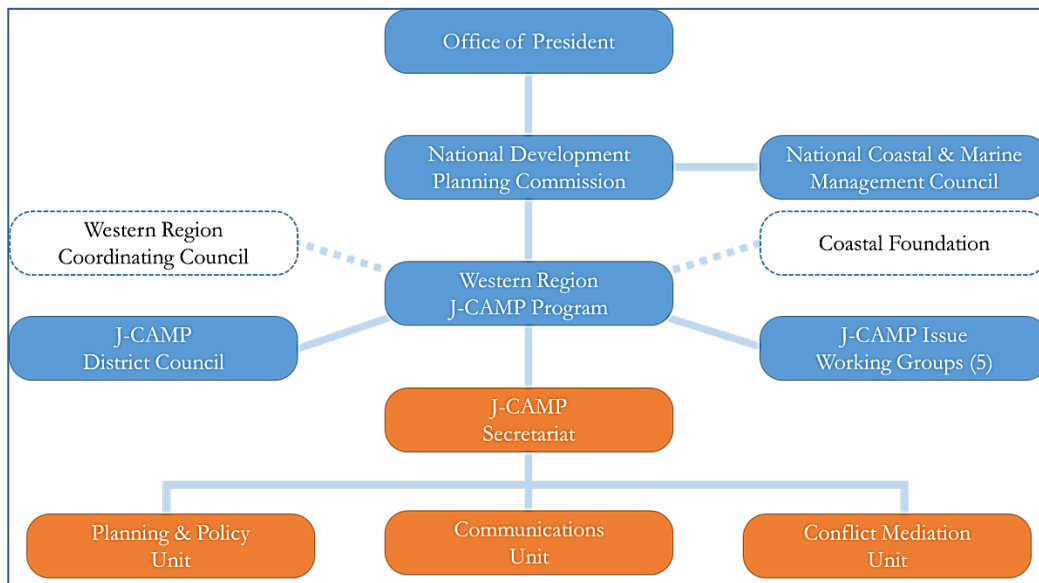 Office of President
National Development
Planning Commission
National Coastal & Marine
Management Council
Western Region
Coordinating Council
Coastal Foundation
Western Region
J-CAMP Program
J-CAMP
District Council
J-CAMP Issue
Working Groups (5)
J-CAMP
Secretariat
Planning & Policy
Unit
Communications
Unit
Conflict Mediation
Unit